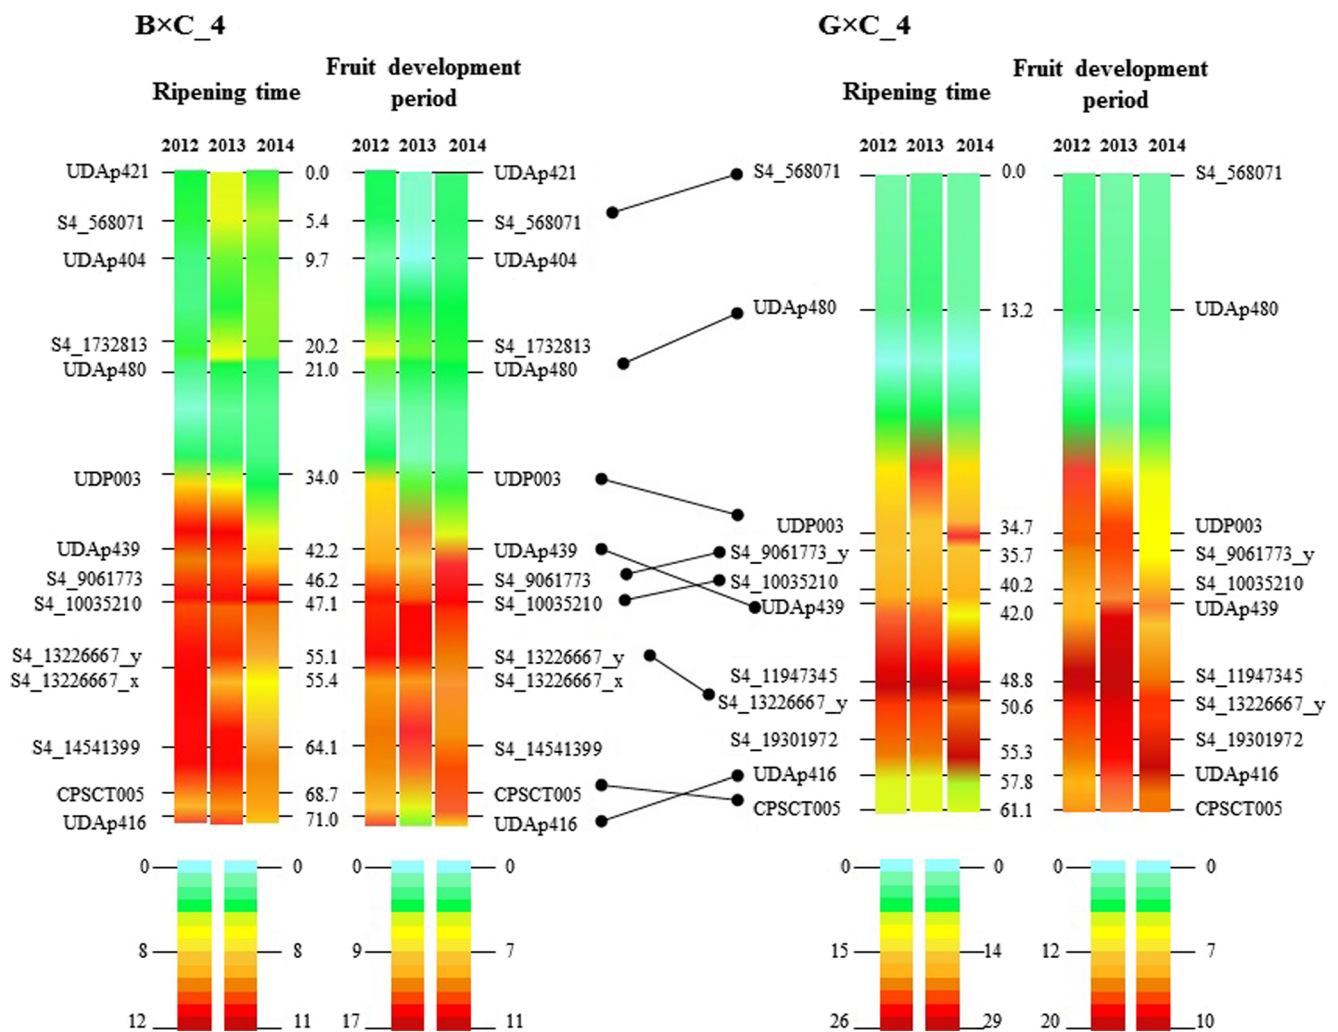 B×C_4
G×C_4
Ripening time
Fruit development
period
Ripening time
Fruit development
period
2012 2013 2014
2012 2013 2014
2012 2013 2014
2012 2013 2014
UDAp421 0.0 UDAp421
S4_568071 5.4 S4_568071
UDAp404 9.7 UDAp404
S4_1732813 20.2 S4_1732813
UDAp480 21.0 UDAp480
UDP003 34.0 UDP003
UDAp439 42.2 UDAp439
S4_9061773 46.2 S4_9061773
S4_10035210 47.1 S4_10035210
S4_13226667_y 55.1 S4_13226667_y
S4_13226667_x 55.4 S4_13226667_x
S4_14541399 64.1 S4_14541399
CPSCT005 68.7 CPSCT005
UDAp416 71.0 UDAp416
S4_568071 0.0 S4_568071
UDAp480 13.2 UDAp480
UDP003 34.7 UDP003
S4_9061773_y 35.7 S4_9061773_y
S4_10035210 40.2 S4_10035210
UDAp439 42.0 UDAp439
S4_11947345 48.8 S4_11947345
S4_13226667_y 50.6 S4_13226667_y
S4_19301972 55.3 S4_19301972
UDAp416 57.8 UDAp416
CPSCT005 61.1 CPSCT005
0 0 0 0 0 0 0 0
8 8 9 7 15 14 12 7
12 11 17 11 26 29 20 10